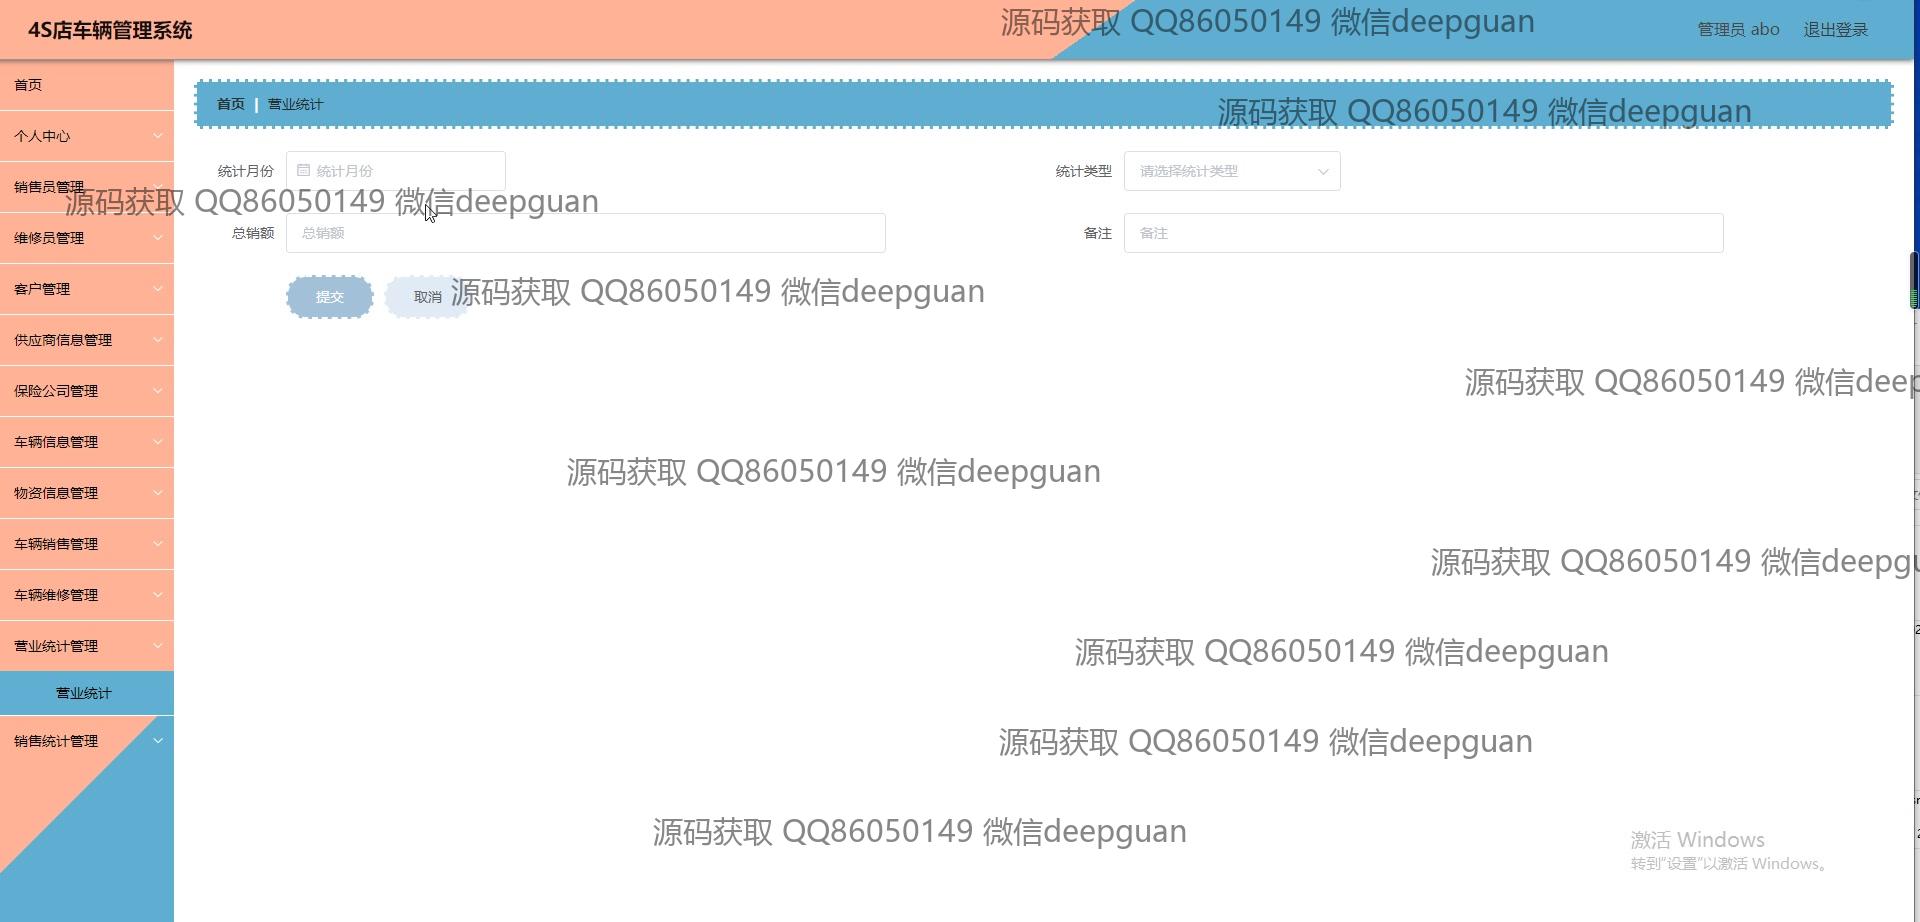 4S店车辆管理系统
源码获取 QQ86050149 微信deepguan
管理员 abo
退出登录
首页
个人中心
销售员管理
维修员管理
客户管理
供应商信息管理
保险公司管理
车辆信息管理
物资信息管理
车辆销售管理
车辆维修管理
营业统计管理
营业统计
销售统计管理
首页 | 营业统计
源码获取 QQ86050149 微信deepguan
统计月份 统计月份
统计类型 请选择统计类型
源码获取 QQ86050149 微信deepguan
总销额 总销额
备注 备注
提交 取消
源码获取 QQ86050149 微信deepguan
源码获取 QQ86050149 微信deep
源码获取 QQ86050149 微信deepguan
源码获取 QQ86050149 微信deepgu
源码获取 QQ86050149 微信deepguan
源码获取 QQ86050149 微信deepguan
源码获取 QQ86050149 微信deepguan
激活 Windows
转到“设置”以激活 Windows。